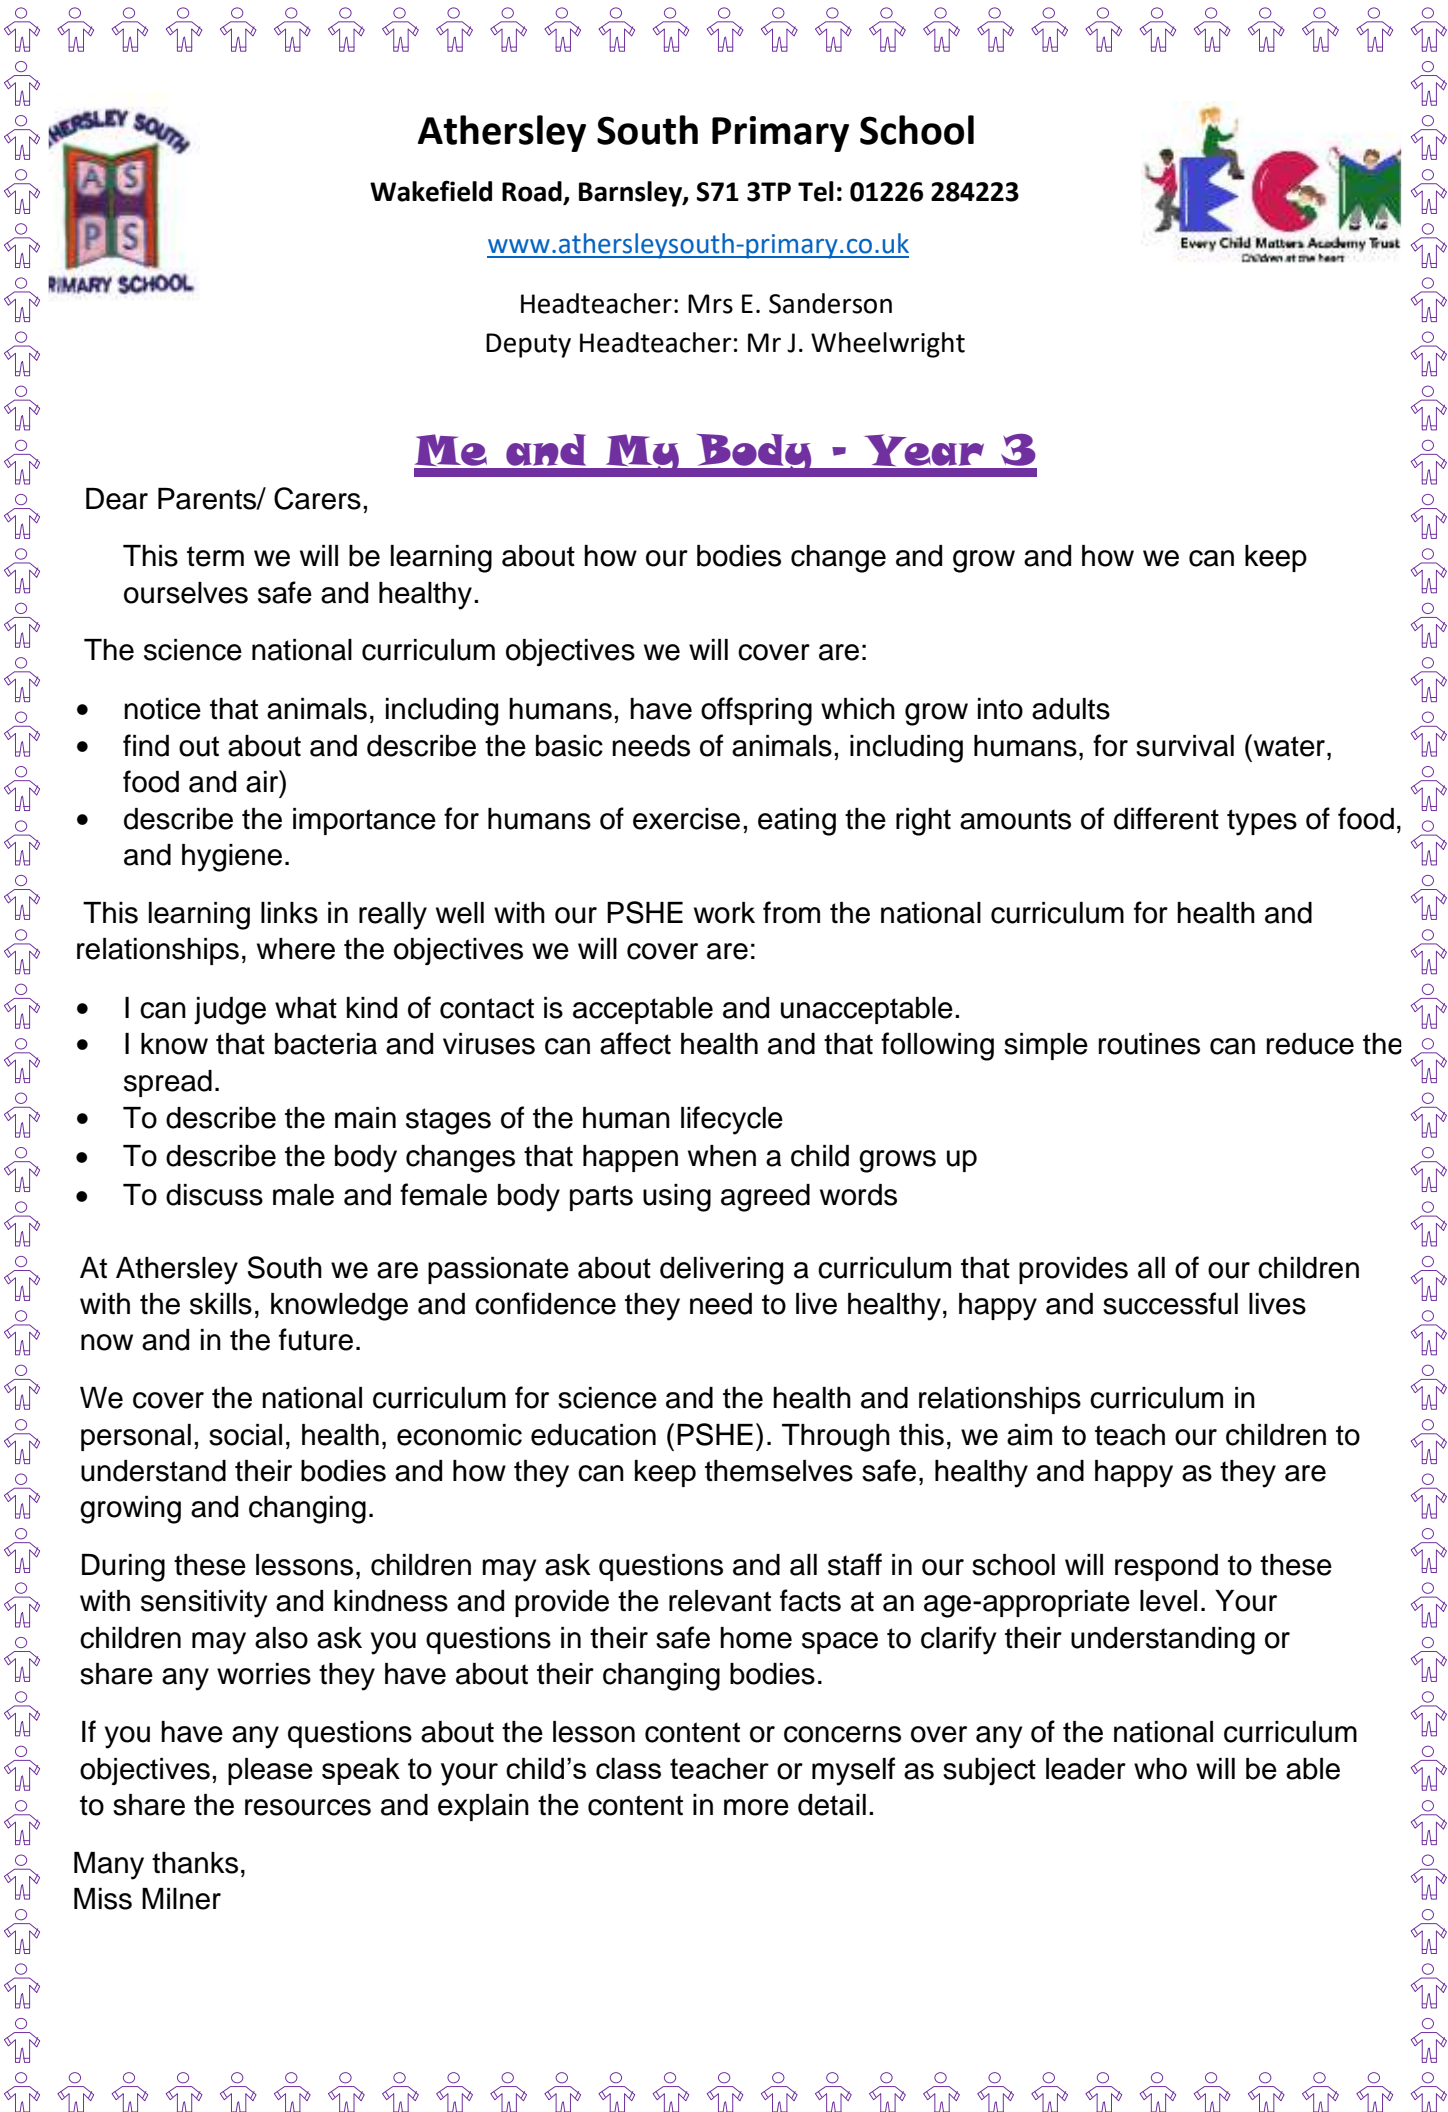 Athersley South Primary School
Wakefield Road, Barnsley, S71 3TP Tel: 01226 284223
www.athersleysouth-primary.co.uk
Headteacher: Mrs E. Sanderson
Deputy Headteacher: Mr J. Wheelwright
HERSLEY SOUTH
A S
P S
RIMARY SCHOOL
ECM
Every Child Matters Academy Trust
Children at the heart
Me and My Body - Year 3
Dear Parents/ Carers,
This term we will be learning about how our bodies change and grow and how we can keep
ourselves safe and healthy.
The science national curriculum objectives we will cover are:
• notice that animals, including humans, have offspring which grow into adults
• find out about and describe the basic needs of animals, including humans, for survival (water,
food and air)
• describe the importance for humans of exercise, eating the right amounts of different types of food,
and hygiene.
This learning links in really well with our PSHE work from the national curriculum for health and
relationships, where the objectives we will cover are:
• I can judge what kind of contact is acceptable and unacceptable.
• I know that bacteria and viruses can affect health and that following simple routines can reduce the
spread.
• To describe the main stages of the human lifecycle
• To describe the body changes that happen when a child grows up
• To discuss male and female body parts using agreed words
At Athersley South we are passionate about delivering a curriculum that provides all of our children
with the skills, knowledge and confidence they need to live healthy, happy and successful lives
now and in the future.
We cover the national curriculum for science and the health and relationships curriculum in
personal, social, health, economic education (PSHE). Through this, we aim to teach our children to
understand their bodies and how they can keep themselves safe, healthy and happy as they are
growing and changing.
During these lessons, children may ask questions and all staff in our school will respond to these
with sensitivity and kindness and provide the relevant facts at an age-appropriate level. Your
children may also ask you questions in their safe home space to clarify their understanding or
share any worries they have about their changing bodies.
If you have any questions about the lesson content or concerns over any of the national curriculum
objectives, please speak to your child's class teacher or myself as subject leader who will be able
to share the resources and explain the content in more detail.
Many thanks,
Miss Milner